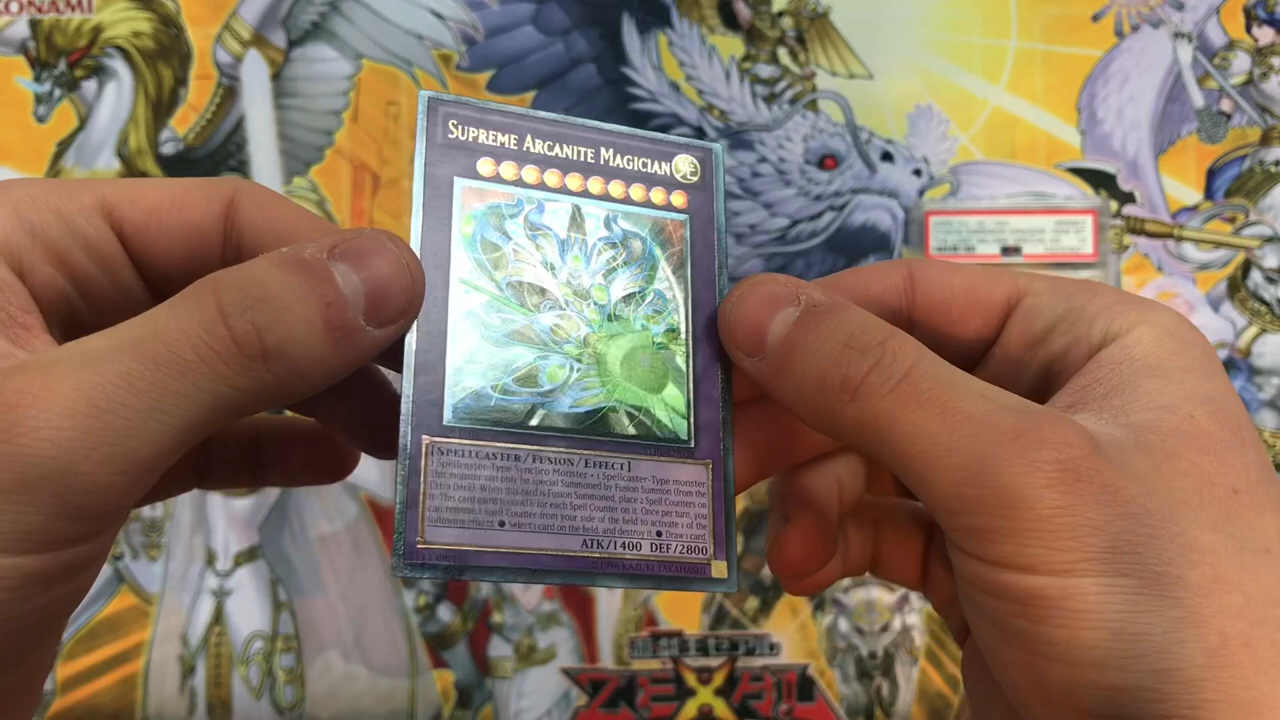 KONAMI
SUPREME ARCANITE MAGICIAN
光
[SPELLCASTER/FUSION/EFFECT]
1 Spellcaster-Type Synchro Monster + 1 Spellcaster-Type monster
This monster can only be Special Summoned by Fusion Summon (from the
Extra Deck). When this card is Fusion Summoned, place 2 Spell Counters on
it. This card gains 1000 ATK for each Spell Counter on it. Once per turn, you
can remove 1 Spell Counter from your side of the field to activate 1 of the
following effects: ● Select 1 card on the field, and destroy it. ● Draw 1 card.
ATK/1400 DEF/2800
©1996 KAZUKI TAKAHASHI
ZEXAL